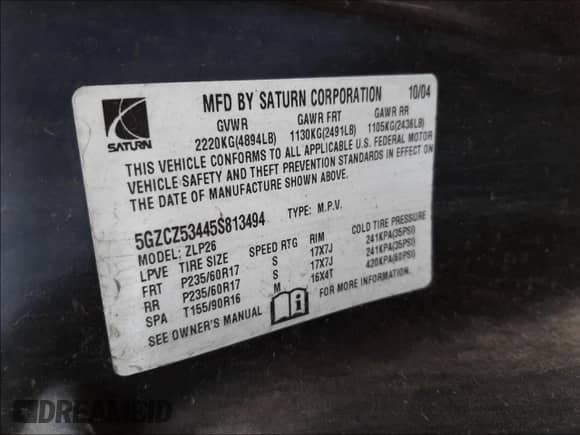 MFD BY SATURN CORPORATION 10/04
SATURN
GVWR GAWR FRT GAWR RR
2220KG(4894LB) 1130KG(2491LB) 1105KG(2436LB)
THIS VEHICLE CONFORMS TO ALL APPLICABLE U.S. FEDERAL MOTOR
VEHICLE SAFETY AND THEFT PREVENTION STANDARDS IN EFFECT ON
THE DATE OF MANUFACTURE SHOWN ABOVE.
5GZCZ53445S813494 TYPE: M.P.V.
MODEL: ZLP26
LPVE TIRE SIZE SPEED RTG RIM COLD TIRE PRESSURE
FRT P235/60R17 S 17X7J 241KPA(35PSI)
RR P235/60R17 S 17X7J 241KPA(35PSI)
SPA T155/90R16 M 16X4T 420KPA(60PSI)
SEE OWNER'S MANUAL
DREAMBID